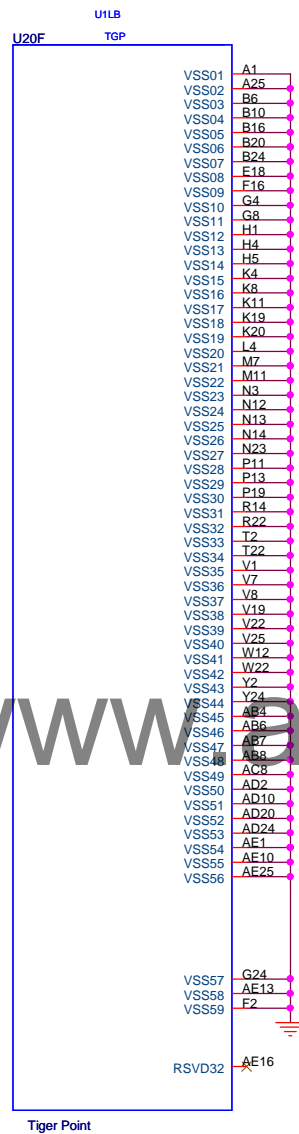 U1LB
U20F TGP
VSS01 A1
VSS02 A25
VSS03 B6
VSS04 B10
VSS05 B16
VSS06 B20
VSS07 B24
VSS08 E18
VSS09 F16
VSS10 G4
VSS11 G8
VSS12 H1
VSS13 H4
VSS14 H5
VSS15 K4
VSS16 K8
VSS17 K11
VSS18 K19
VSS19 K20
VSS20 L4
VSS21 M7
VSS22 M11
VSS23 N3
VSS24 N12
VSS25 N13
VSS26 N14
VSS27 N23
VSS28 P11
VSS29 P13
VSS30 P19
VSS31 R14
VSS32 R22
VSS33 T2
VSS34 T22
VSS35 V1
VSS36 V7
VSS37 V8
VSS38 V19
VSS39 V22
VSS40 V25
VSS41 W12
VSS42 W22
VSS43 Y2
VSS44 Y24
VSS45 AB4
VSS46 AB6
VSS47 AB7
VSS48 AB8
VSS49 AC8
VSS50 AD2
VSS51 AD10
VSS52 AD20
VSS53 AD24
VSS54 AE1
VSS55 AE10
VSS56 AE25
VSS57 G24
VSS58 AE13
VSS59 F2
RSVD32 AE16
Tiger Point
www.a